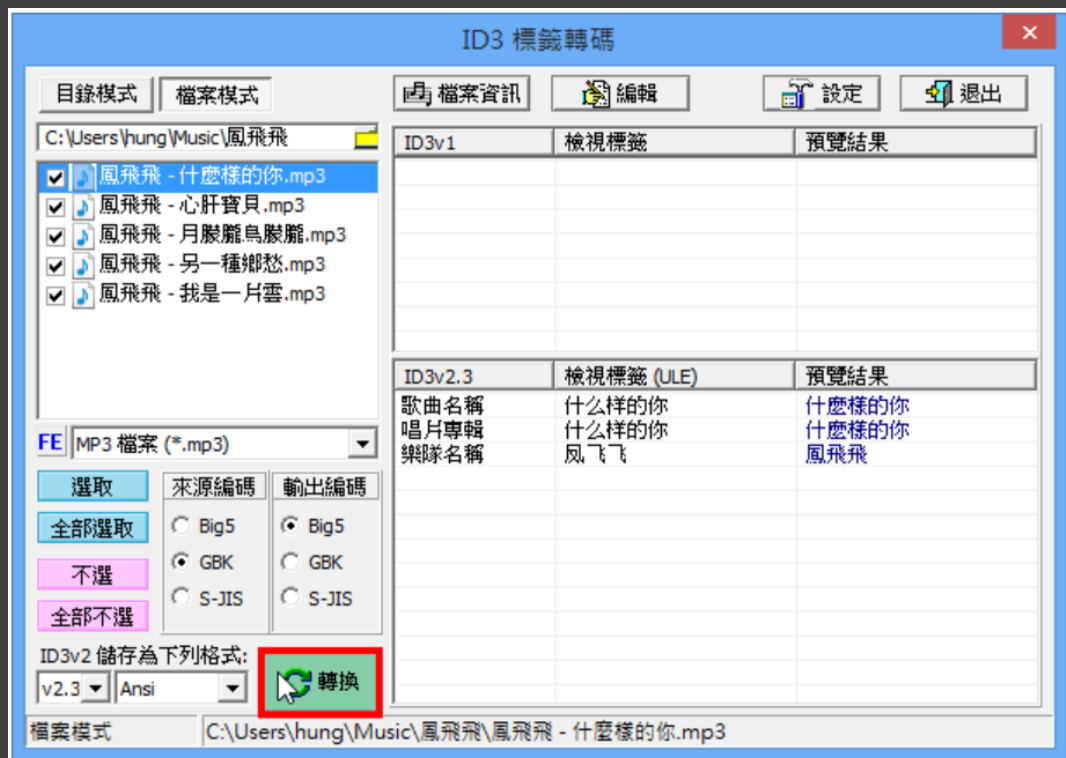 ID3 標籤轉碼
目錄模式 檔案模式 檔案資訊 編輯 設定 退出
C:\Users\hung\Music\鳳飛飛
鳳飛飛 - 什麼樣的你.mp3
鳳飛飛 - 心肝寶貝.mp3
鳳飛飛 - 月朦朧鳥朦朧.mp3
鳳飛飛 - 另一種鄉愁.mp3
鳳飛飛 - 我是一片雲.mp3
ID3v1 檢視標籤 預覽結果
ID3v2.3 檢視標籤 (ULE) 預覽結果
歌曲名稱 什么样的你 什麼樣的你
唱片專輯 什么样的你 什麼樣的你
樂隊名稱 凤飞飞 鳳飛飛
FE MP3 檔案 (*.mp3)
選取
全部選取
不選
全部不選
來源編碼
Big5
GBK
S-JIS
輸出編碼
Big5
GBK
S-JIS
ID3v2 儲存為下列格式:
v2.3 Ansi 轉換
檔案模式 C:\Users\hung\Music\鳳飛飛\鳳飛飛 - 什麼樣的你.mp3